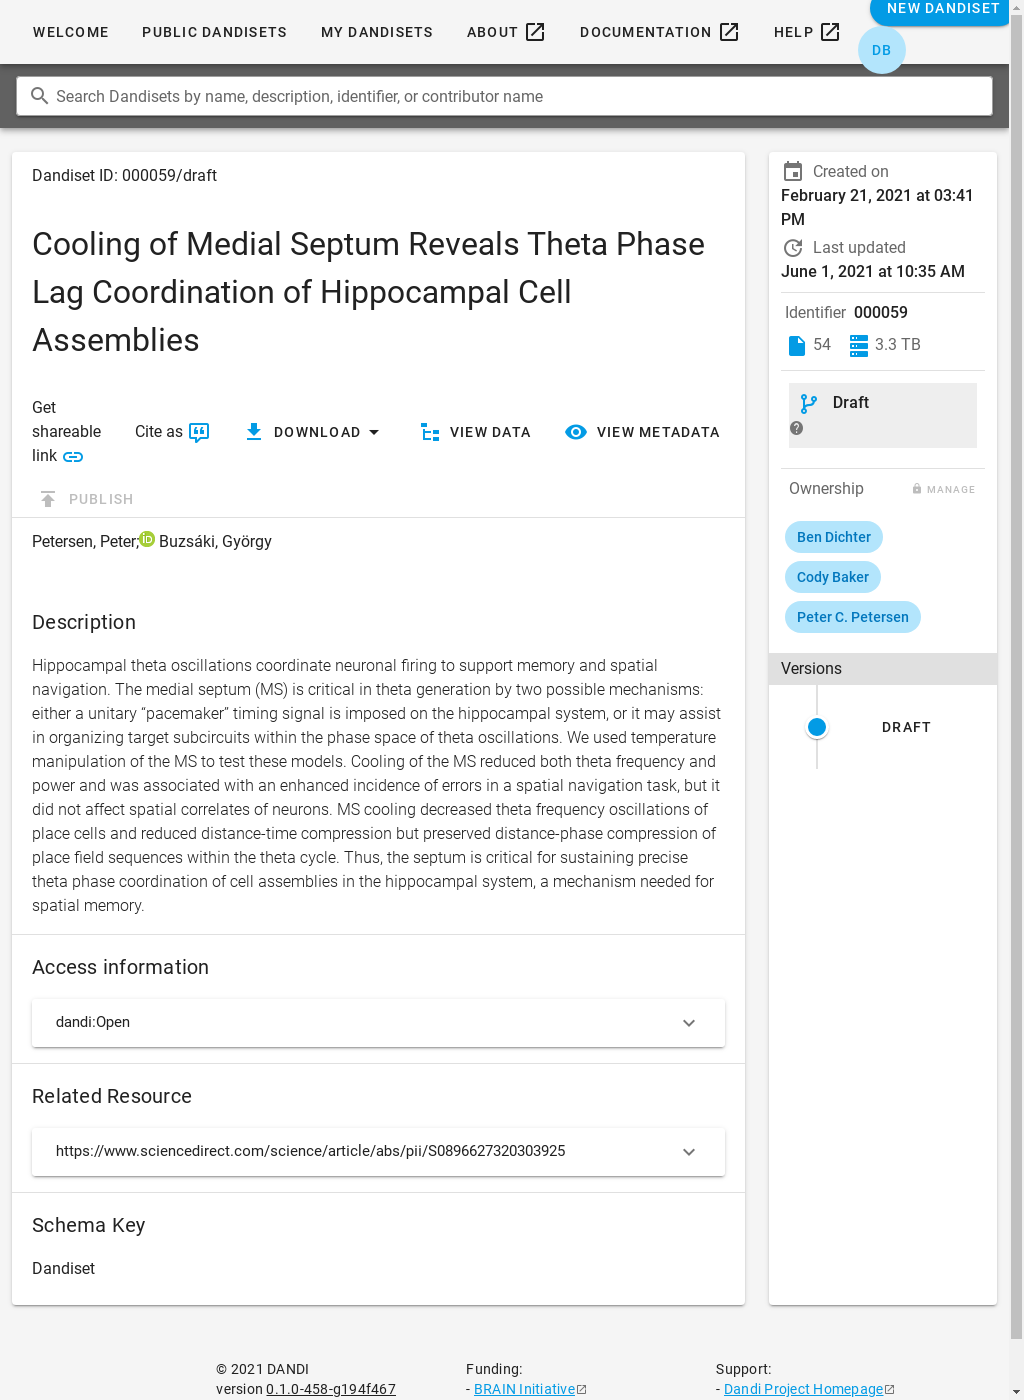 NEW DANDISET
WELCOME PUBLIC DANDISETS MY DANDISETS ABOUT DOCUMENTATION HELP
DB
Search Dandisets by name, description, identifier, or contributor name
Dandiset ID: 000059/draft
Cooling of Medial Septum Reveals Theta Phase
Lag Coordination of Hippocampal Cell
Assemblies
Get
shareable
link
Cite as
DOWNLOAD
VIEW DATA
VIEW METADATA
PUBLISH
Petersen, Peter; Buzsáki, György
Description
Hippocampal theta oscillations coordinate neuronal firing to support memory and spatial
navigation. The medial septum (MS) is critical in theta generation by two possible mechanisms:
either a unitary “pacemaker” timing signal is imposed on the hippocampal system, or it may assist
in organizing target subcircuits within the phase space of theta oscillations. We used temperature
manipulation of the MS to test these models. Cooling of the MS reduced both theta frequency and
power and was associated with an enhanced incidence of errors in a spatial navigation task, but it
did not affect spatial correlates of neurons. MS cooling decreased theta frequency oscillations of
place cells and reduced distance-time compression but preserved distance-phase compression of
place field sequences within the theta cycle. Thus, the septum is critical for sustaining precise
theta phase coordination of cell assemblies in the hippocampal system, a mechanism needed for
spatial memory.
Access information
dandi:Open
Related Resource
https://www.sciencedirect.com/science/article/abs/pii/S0896627320303925
Schema Key
Dandiset
Created on
February 21, 2021 at 03:41
PM
Last updated
June 1, 2021 at 10:35 AM
Identifier 000059
54 3.3 TB
Draft
Ownership MANAGE
Ben Dichter
Cody Baker
Peter C. Petersen
Versions
DRAFT
© 2021 DANDI
version 0.1.0-458-g194f467
Funding:
- BRAIN Initiative
Support:
- Dandi Project Homepage